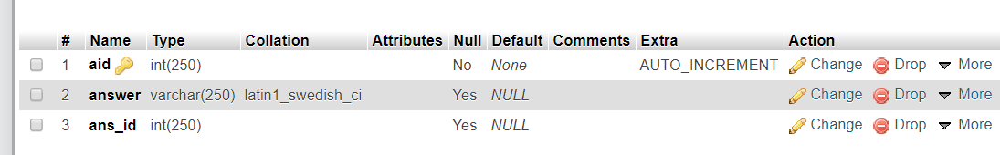 # Name Type Collation Attributes Null Default Comments Extra Action
1 aid int(250) No None AUTO_INCREMENT Change Drop More
2 answer varchar(250) latin1_swedish_ci Yes NULL Change Drop More
3 ans_id int(250) Yes NULL Change Drop More